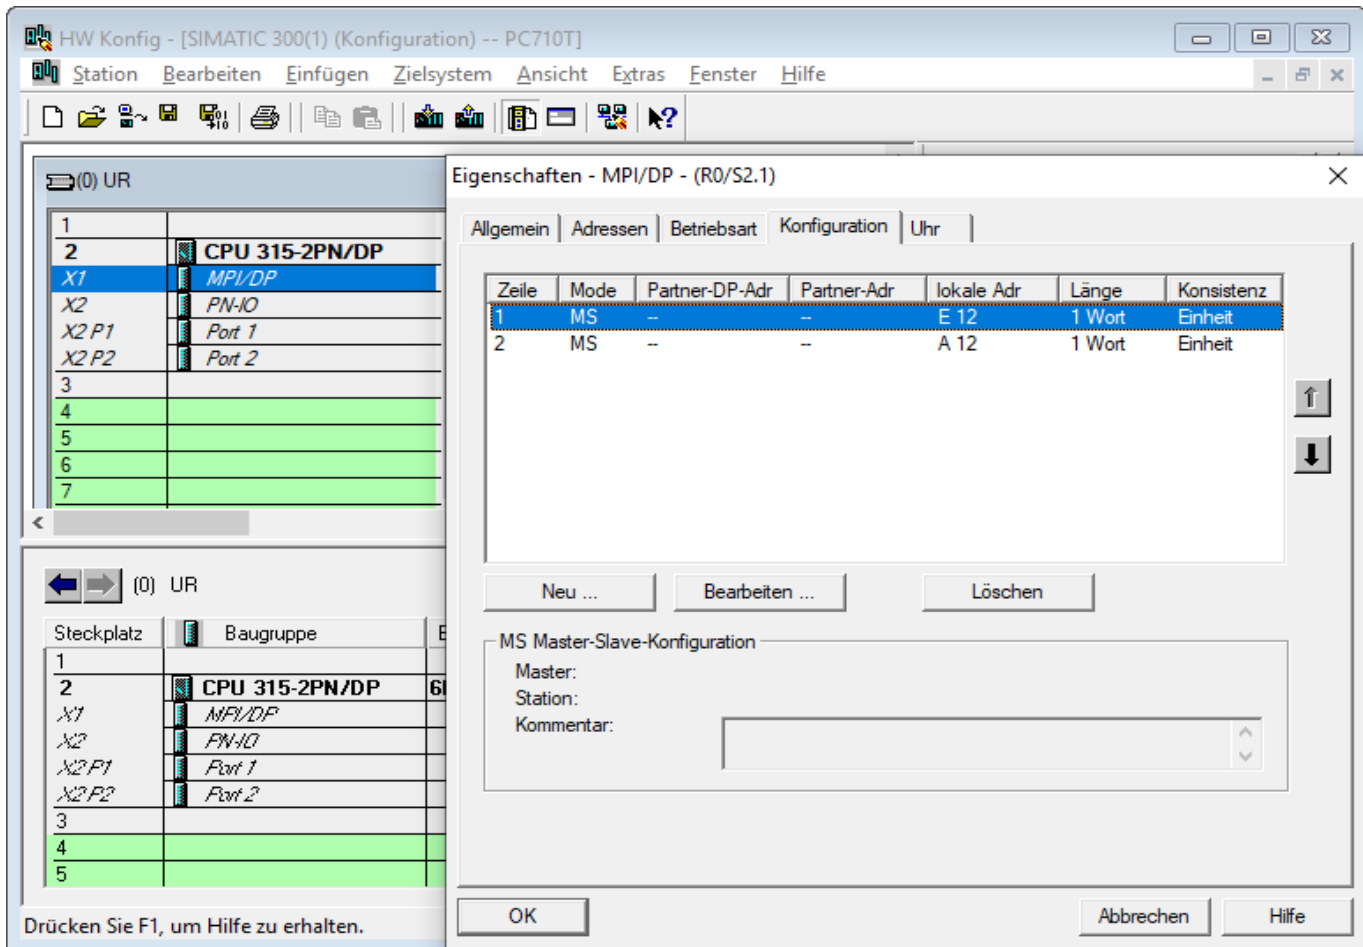 HW Konfig - [SIMATIC 300(1) (Konfiguration) -- PC710T]
Station Bearbeiten Einfügen Zielsystem Ansicht Extras Fenster Hilfe
(0) UR
1
2 CPU 315-2PN/DP
X1 MPI/DP
X2 PN-IO
X2 P1 Port 1
X2 P2 Port 2
3
4
5
6
7
(0) UR
Steckplatz Baugruppe
1
2 CPU 315-2PN/DP
X1 MPI/DP
X2 PN-IO
X2 P1 Port 1
X2 P2 Port 2
3
4
5
Drücken Sie F1, um Hilfe zu erhalten.
Eigenschaften - MPI/DP - (R0/S2.1)
Allgemein Adressen Betriebsart Konfiguration Uhr
Zeile Mode Partner-DP-Adr Partner-Adr lokale Adr Länge Konsistenz
1 MS -- -- E 12 1 Wort Einheit
2 MS -- -- A 12 1 Wort Einheit
Neu ... Bearbeiten ... Löschen
MS Master-Slave-Konfiguration
Master:
Station:
Kommentar:
OK Abbrechen Hilfe